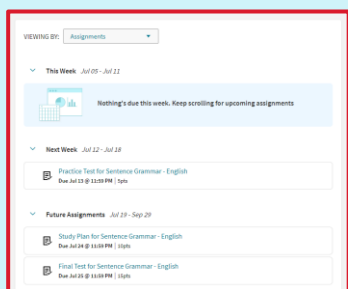 VIEWING BY: Assignments
This Week Jul 05 - Jul 11
Nothing's due this week. Keep scrolling for upcoming assignments
Next Week Jul 12 - Jul 18
Practice Test for Sentence Grammar - English
Due Jul 13 @ 11:59 PM | 5pts
Future Assignments Jul 19 - Sep 29
Study Plan for Sentence Grammar - English
Due Jul 24 @ 11:59 PM | 10pts
Final Test for Sentence Grammar - English
Due Jul 25 @ 11:59 PM | 10pts